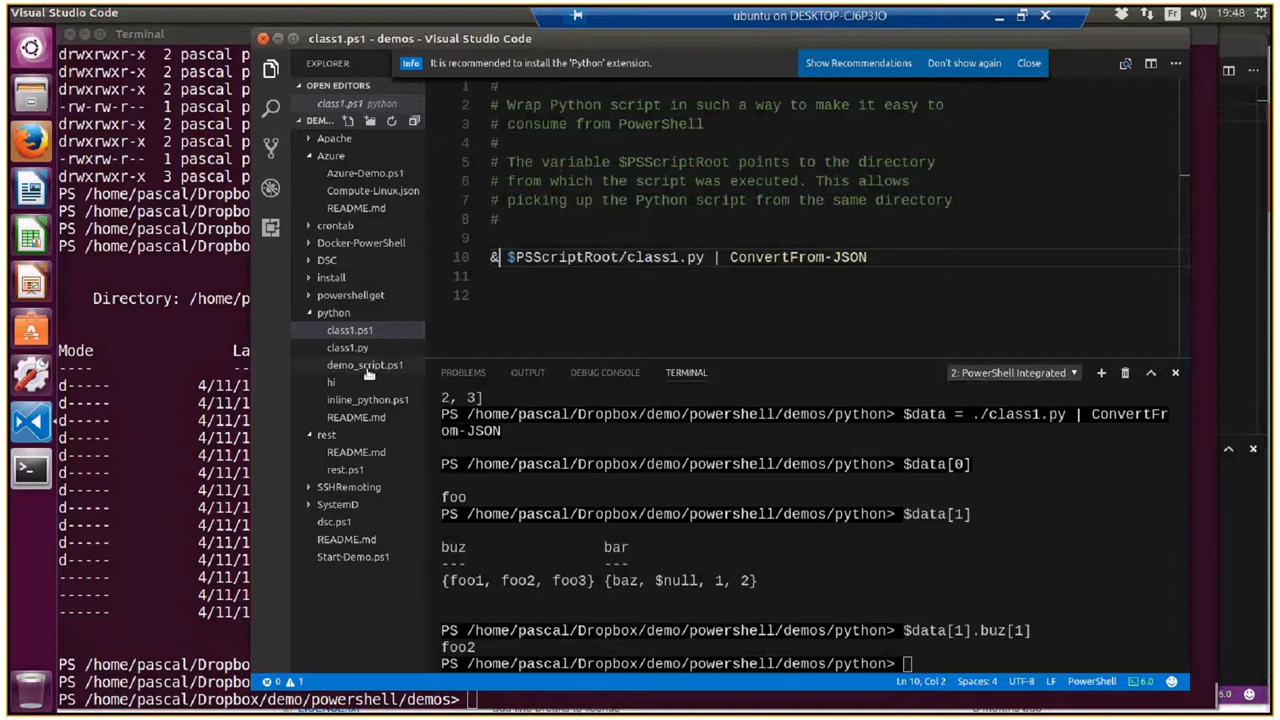 Visual Studio Code
ubuntu on DESKTOP-CJ6P3JO
Fr
19:48
Terminal
drwxrwxr-x 2 pascal p
drwxrwxr-x 2 pascal p
drwxrwxr-x 2 pascal p
-rw-rw-r-- 1 pascal p
drwxrwxr-x 2 pascal p
drwxrwxr-x 2 pascal p
-rwxrw-r-- 1 pascal p
drwxrwxr-x 3 pascal p
PS /home/pascal/Dropbo
PS /home/pascal/Dropbo
PS /home/pascal/Dropbo
Directory: /home/p
Mode La
---- --
d----- 4/11/1
d----- 4/11/1
d----- 4/11/1
d----- 4/11/1
d----- 4/11/1
d----- 4/11/1
d----- 4/11/1
d----- 4/11/1
d----- 4/11/1
d----- 4/11/1
d----- 4/11/1
------ 4/11/1
------ 4/11/1
------ 4/11/1
PS /home/pascal/Dropbo
PS /home/pascal/Dropbo
PS /home/pascal/Dropbox/demo/powershell/demos>
class1.ps1 - demos - Visual Studio Code
EXPLORER
Info It is recommended to install the 'Python' extension.
Show Recommendations Don't show again Close
OPEN EDITORS
class1.ps1 python
DEM...
Apache
Azure
Azure-Demo.ps1
Compute-Linux.json
README.md
crontab
Docker-PowerShell
DSC
install
powershellget
python
class1.ps1
class1.py
demo_script.ps1
hi
inline_python.ps1
README.md
rest
README.md
rest.ps1
SSHRemoting
SystemD
dsc.ps1
README.md
Start-Demo.ps1
1 #
2 # Wrap Python script in such a way to make it easy to
3 # consume from PowerShell
4 #
5 # The variable $PSScriptRoot points to the directory
6 # from which the script was executed. This allows
7 # picking up the Python script from the same directory
8 #
9
10 & $PSScriptRoot/class1.py | ConvertFrom-JSON
11
12
PROBLEMS OUTPUT DEBUG CONSOLE TERMINAL 2: PowerShell Integrated
2, 3]
PS /home/pascal/Dropbox/demo/powershell/demos/python> $data = ./class1.py | ConvertFr
om-JSON
PS /home/pascal/Dropbox/demo/powershell/demos/python> $data[0]
foo
PS /home/pascal/Dropbox/demo/powershell/demos/python> $data[1]
buz bar
--- ---
{foo1, foo2, foo3} {baz, $null, 1, 2}
PS /home/pascal/Dropbox/demo/powershell/demos/python> $data[1].buz[1]
foo2
PS /home/pascal/Dropbox/demo/powershell/demos/python>
0 1 Ln 10, Col 2 Spaces: 4 UTF-8 LF PowerShell 6.0
6.0